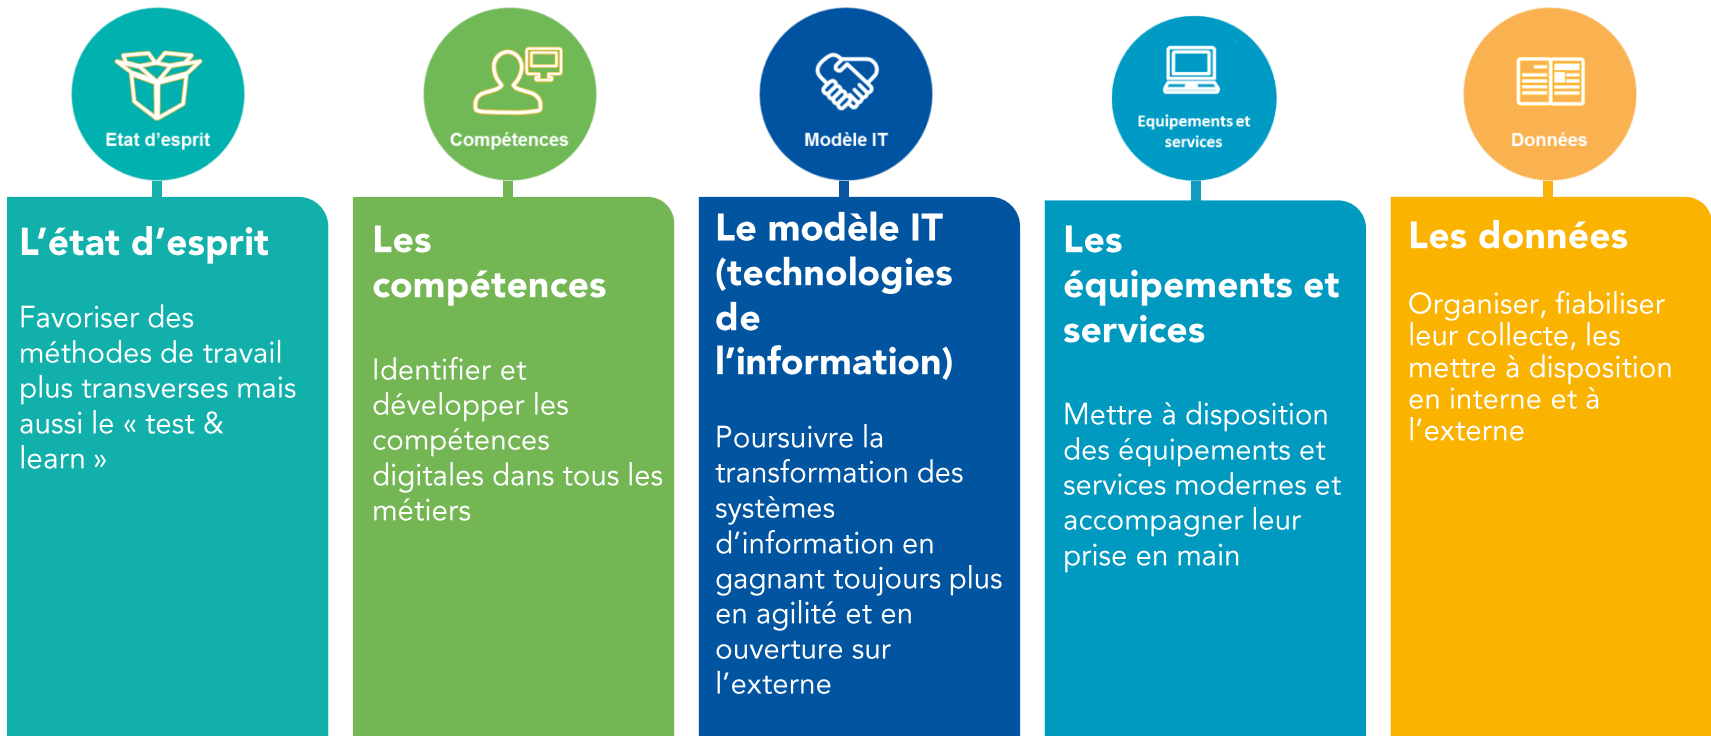 Etat d’esprit
Compétences
Modèle IT
Equipements et
services
Données
L’état d’esprit
Favoriser des
méthodes de travail
plus transverses mais
aussi le « test &
learn »
Les
compétences
Identifier et
développer les
compétences
digitales dans tous les
métiers
Le modèle IT
(technologies
de
l’information)
Poursuivre la
transformation des
systèmes
d’information en
gagnant toujours plus
en agilité et en
ouverture sur
l’externe
Les
équipements et
services
Mettre à disposition
des équipements et
services modernes et
accompagner leur
prise en main
Les données
Organiser, fiabiliser
leur collecte, les
mettre à disposition
en interne et à
l’externe